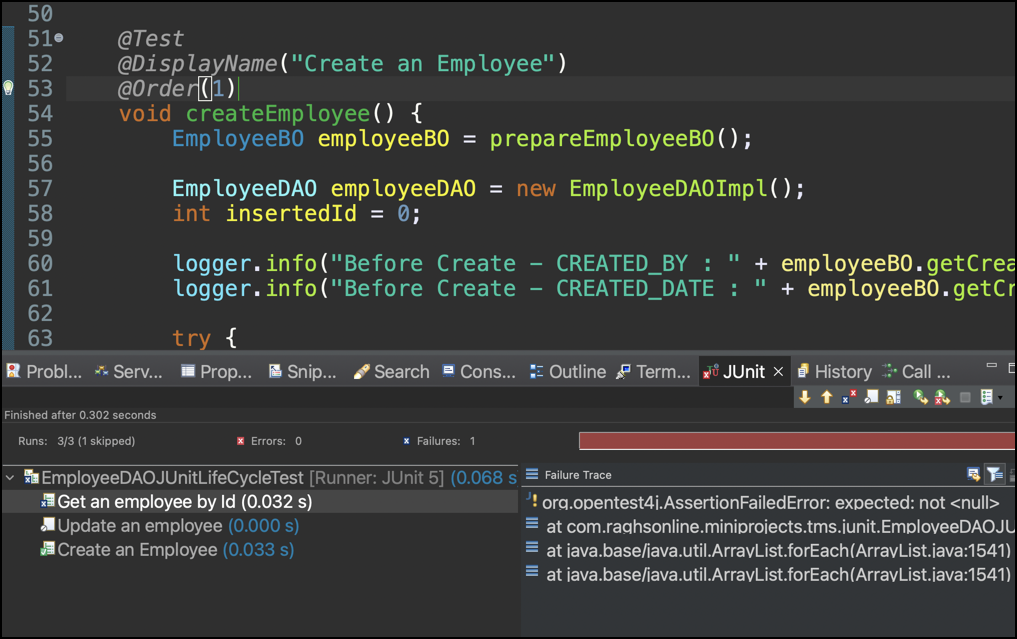 50
51 @Test
52 @DisplayName("Create an Employee")
53 @Order(1)
54 void createEmployee() {
55 EmployeeBO employeeBO = prepareEmployeeBO();
56
57 EmployeeDAO employeeDAO = new EmployeeDAOImpl();
58 int insertedId = 0;
59
60 logger.info("Before Create - CREATED_BY : " + employeeBO.getCrea
61 logger.info("Before Create - CREATED_DATE : " + employeeBO.getCr
62
63 try {
Probl... Serv... Prop... Snip... Search Cons... Outline Term... JUnit History Call ...
Finished after 0.302 seconds
Runs: 3/3 (1 skipped) Errors: 0 Failures: 1
EmployeeDAOJUnitLifeCycleTest [Runner: JUnit 5] (0.068 s
Get an employee by Id (0.032 s)
Update an employee (0.000 s)
Create an Employee (0.033 s)
Failure Trace
org.opentest4j.AssertionFailedError: expected: not <null>
at com.raghsonline.miniprojects.tms.junit.EmployeeDAOJU
at java.base/java.util.ArrayList.forEach(ArrayList.java:1541)
at java.base/java.util.ArrayList.forEach(ArrayList.java:1541)